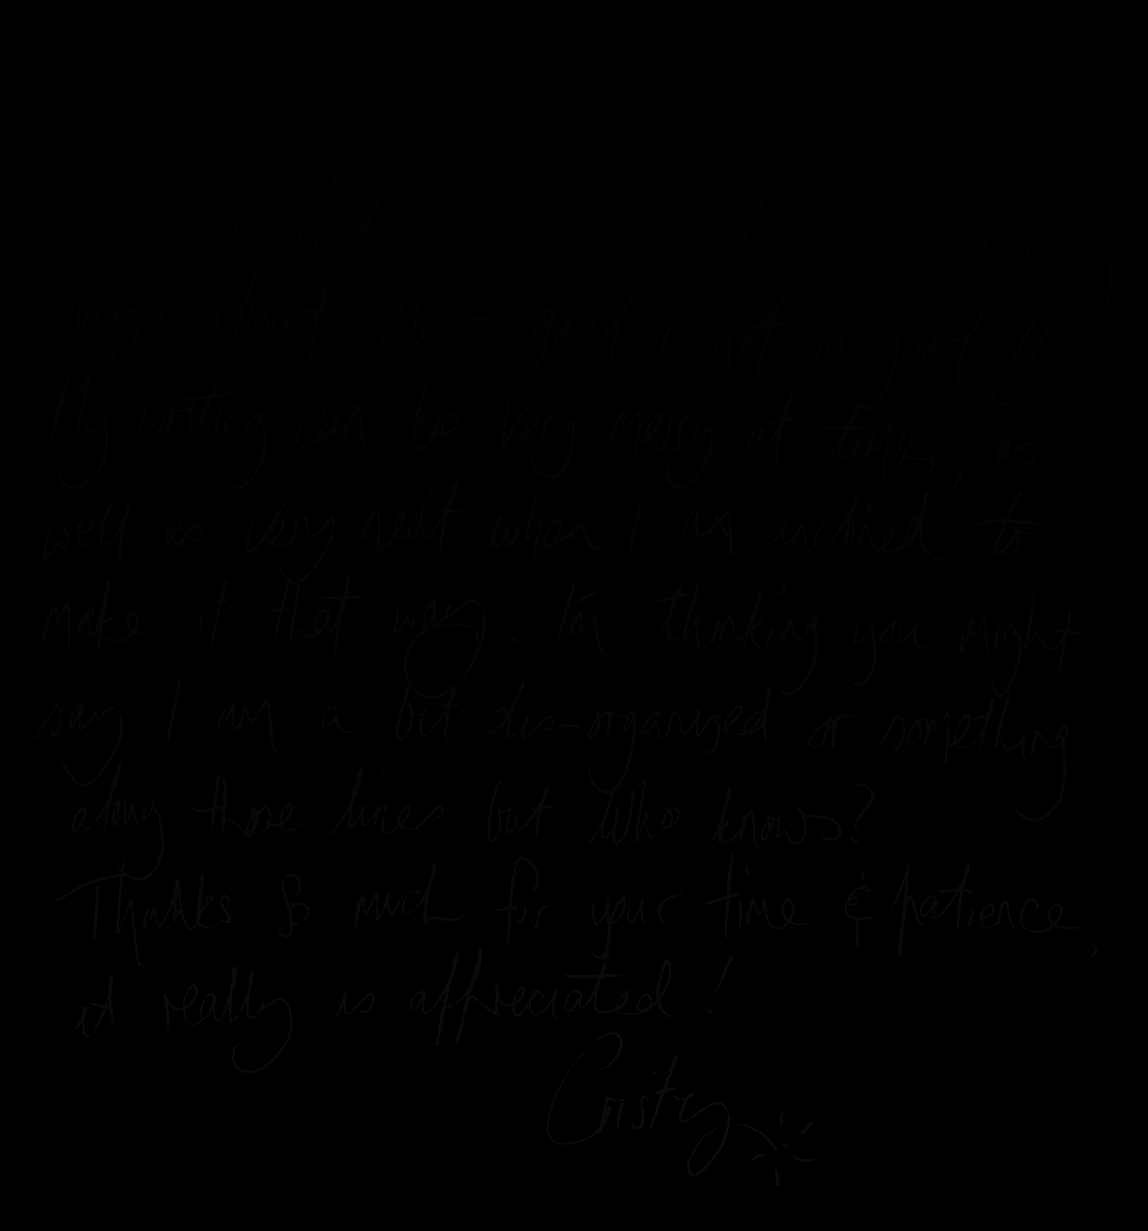 Very interested to learn what my handwriting
says about me - good or not so good!!
My writing can be very messy at times, as
well as very neat when I am inclined to
make it that way. I'm thinking you might
say I am a bit dis-organized or something
along those lines but who knows?
Thanks so much for your time & patience,
it really is appreciated!
Cristy